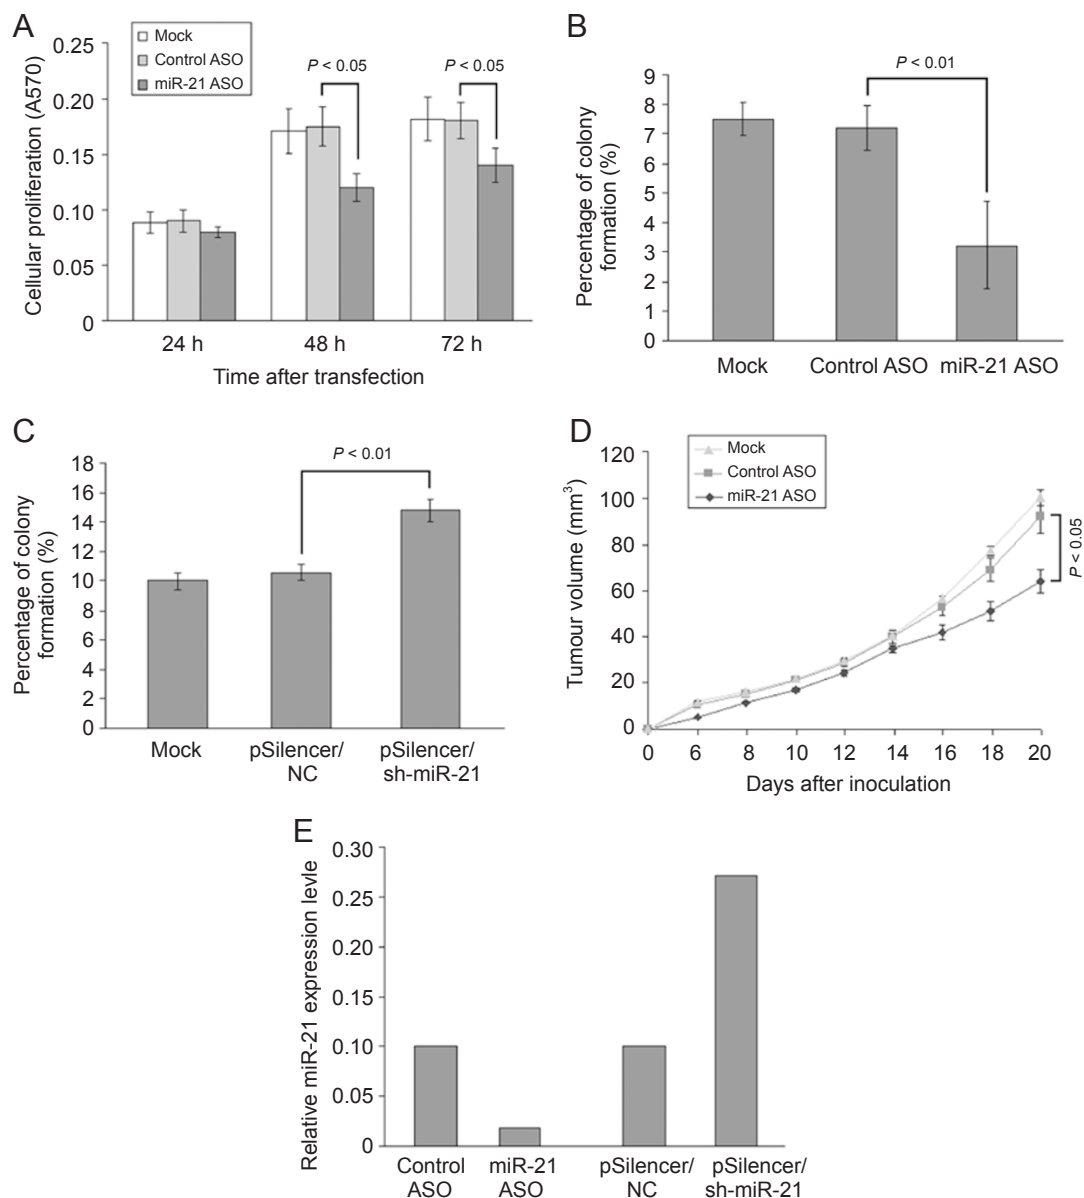 A
Mock
Control ASO
miR-21 ASO
Cellular proliferation (A570)
0.25
0.20
0.15
0.10
0.05
0
P < 0.05
P < 0.05
24 h
48 h
72 h
Time after transfection
B
Percentage of colony
formation (%)
9
8
7
6
5
4
3
2
1
0
P < 0.01
Mock
Control ASO
miR-21 ASO
C
Percentage of colony
formation (%)
18
16
14
12
10
8
6
4
2
0
P < 0.01
Mock
pSilencer/
NC
pSilencer/
sh-miR-21
D
Mock
Control ASO
miR-21 ASO
Tumour volume (mm³)
120
100
80
60
40
20
0
P < 0.05
0
6
8
10
12
14
16
18
20
Days after inoculation
E
Relative miR-21 expression levle
0.30
0.25
0.20
0.15
0.10
0.05
0
Control
ASO
miR-21
ASO
pSilencer/
NC
pSilencer/
sh-miR-21